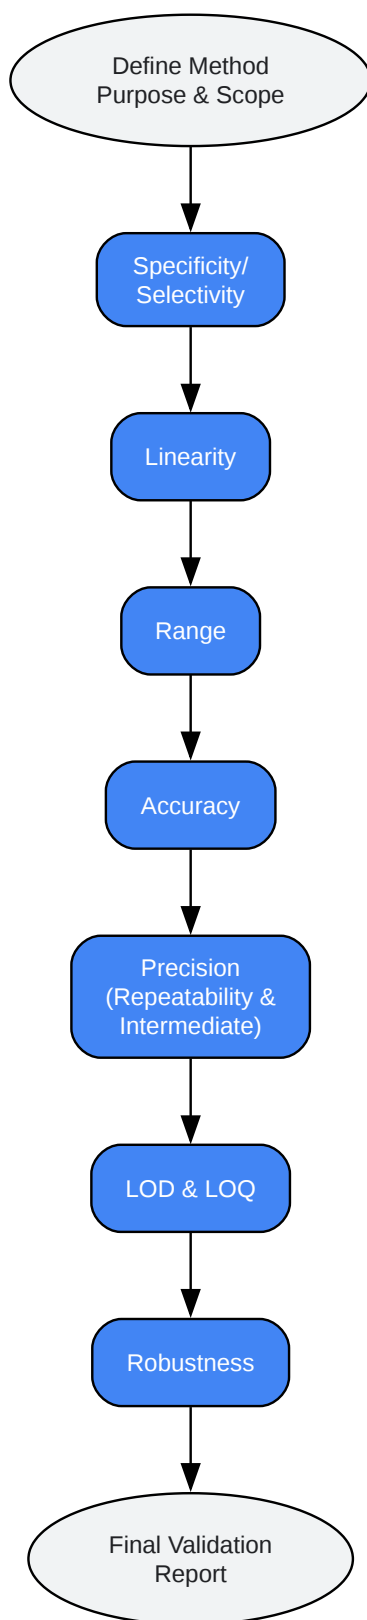 Define Method
Purpose & Scope
Specificity/
Selectivity
Linearity
Range
Accuracy
Precision
(Repeatability &
Intermediate)
LOD & LOQ
Robustness
Final Validation
Report